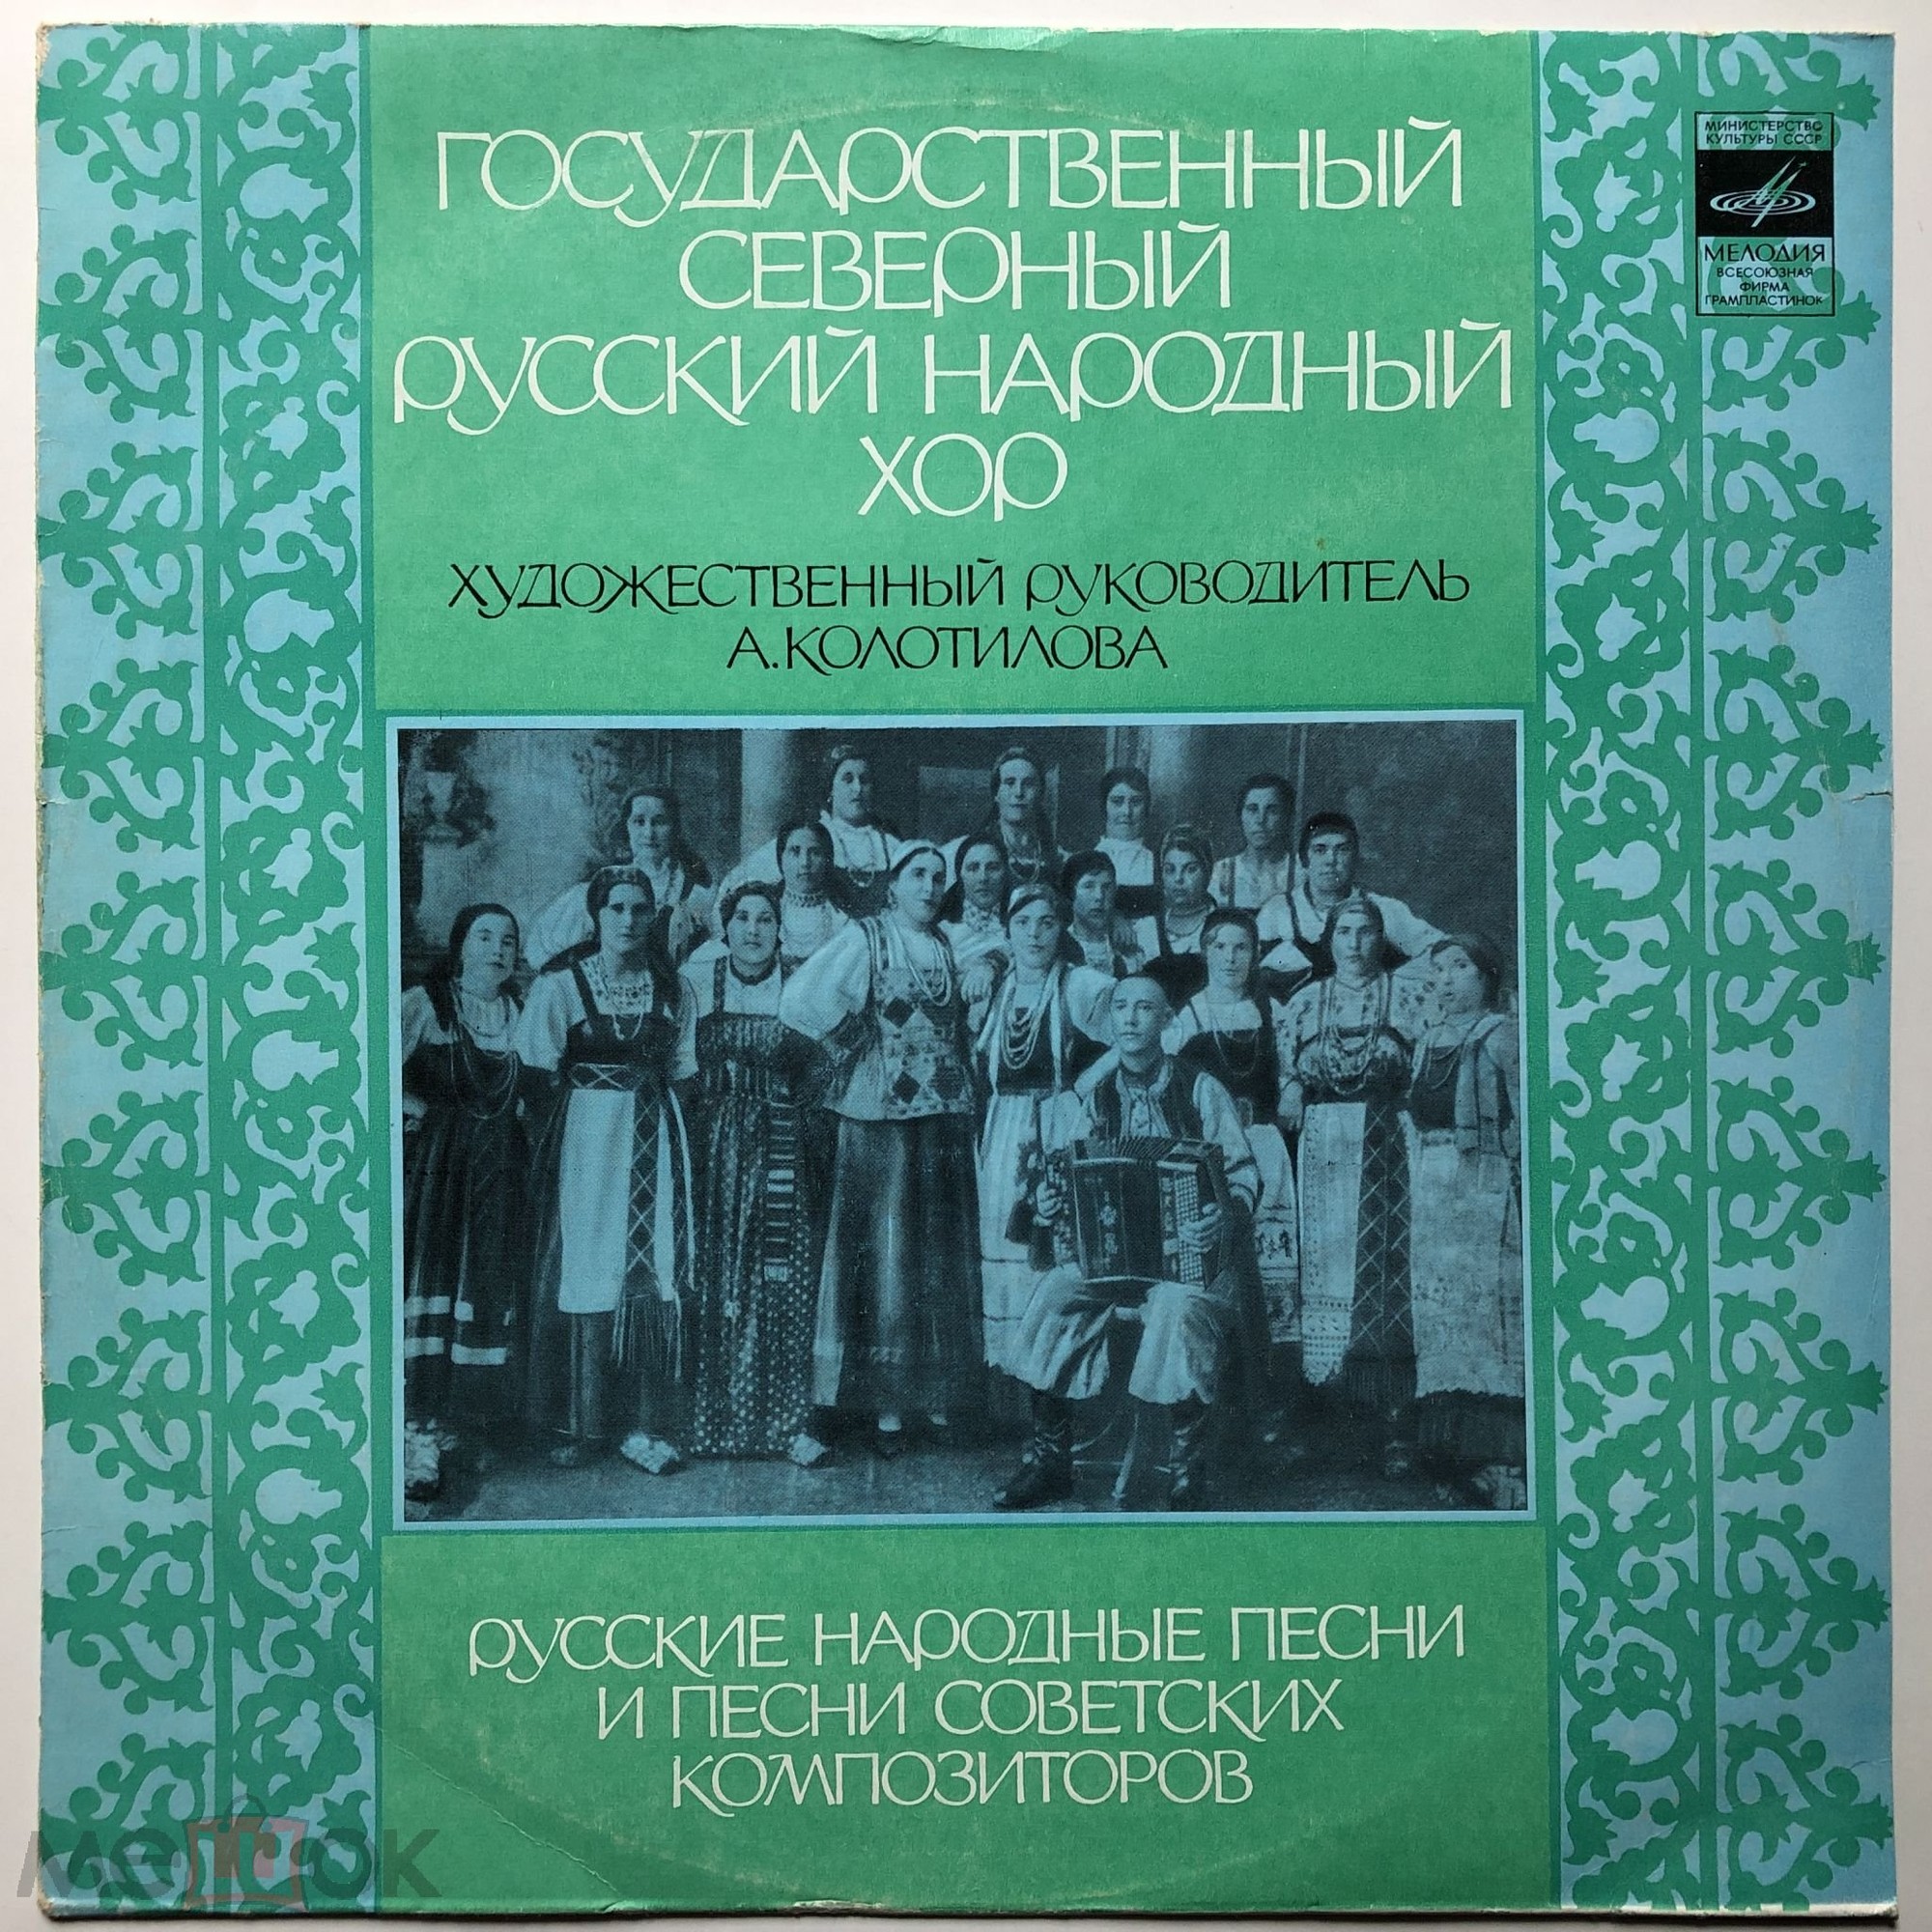 ГОСУДАРСТВЕННЫЙ
СЕВЕРНЫЙ
РУССКИЙ НАРОДНЫЙ
ХОР
МИНИСТЕРСТВО
КУЛЬТУРЫ СССР
МЕЛОДИЯ
ВСЕСОЮЗНАЯ
ФИРМА
ГРАМПЛАСТИНОК
ХУДОЖЕСТВЕННЫЙ РУКОВОДИТЕЛЬ
А.КОЛОТИЛОВА
РУССКИЕ НАРОДНЫЕ ПЕСНИ
И ПЕСНИ СОВЕТСКИХ
КОМПОЗИТОРОВ
мешок